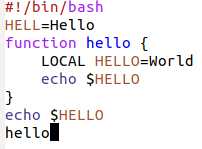 #!/bin/bash
HELL=Hello
function hello {
    LOCAL HELLO=World
    echo $HELLO
}
echo $HELLO
hello